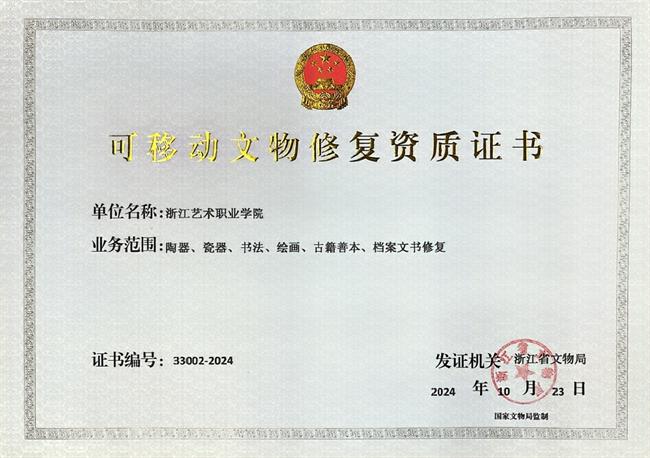 可移动文物修复资质证书
单位名称:浙江艺术职业学院
业务范围:陶器、瓷器、书法、绘画、古籍善本、档案文书修复
证书编号: 33002-2024
发证机关 浙江省文物局
2024 年 10 月 23 日
国家文物局监制